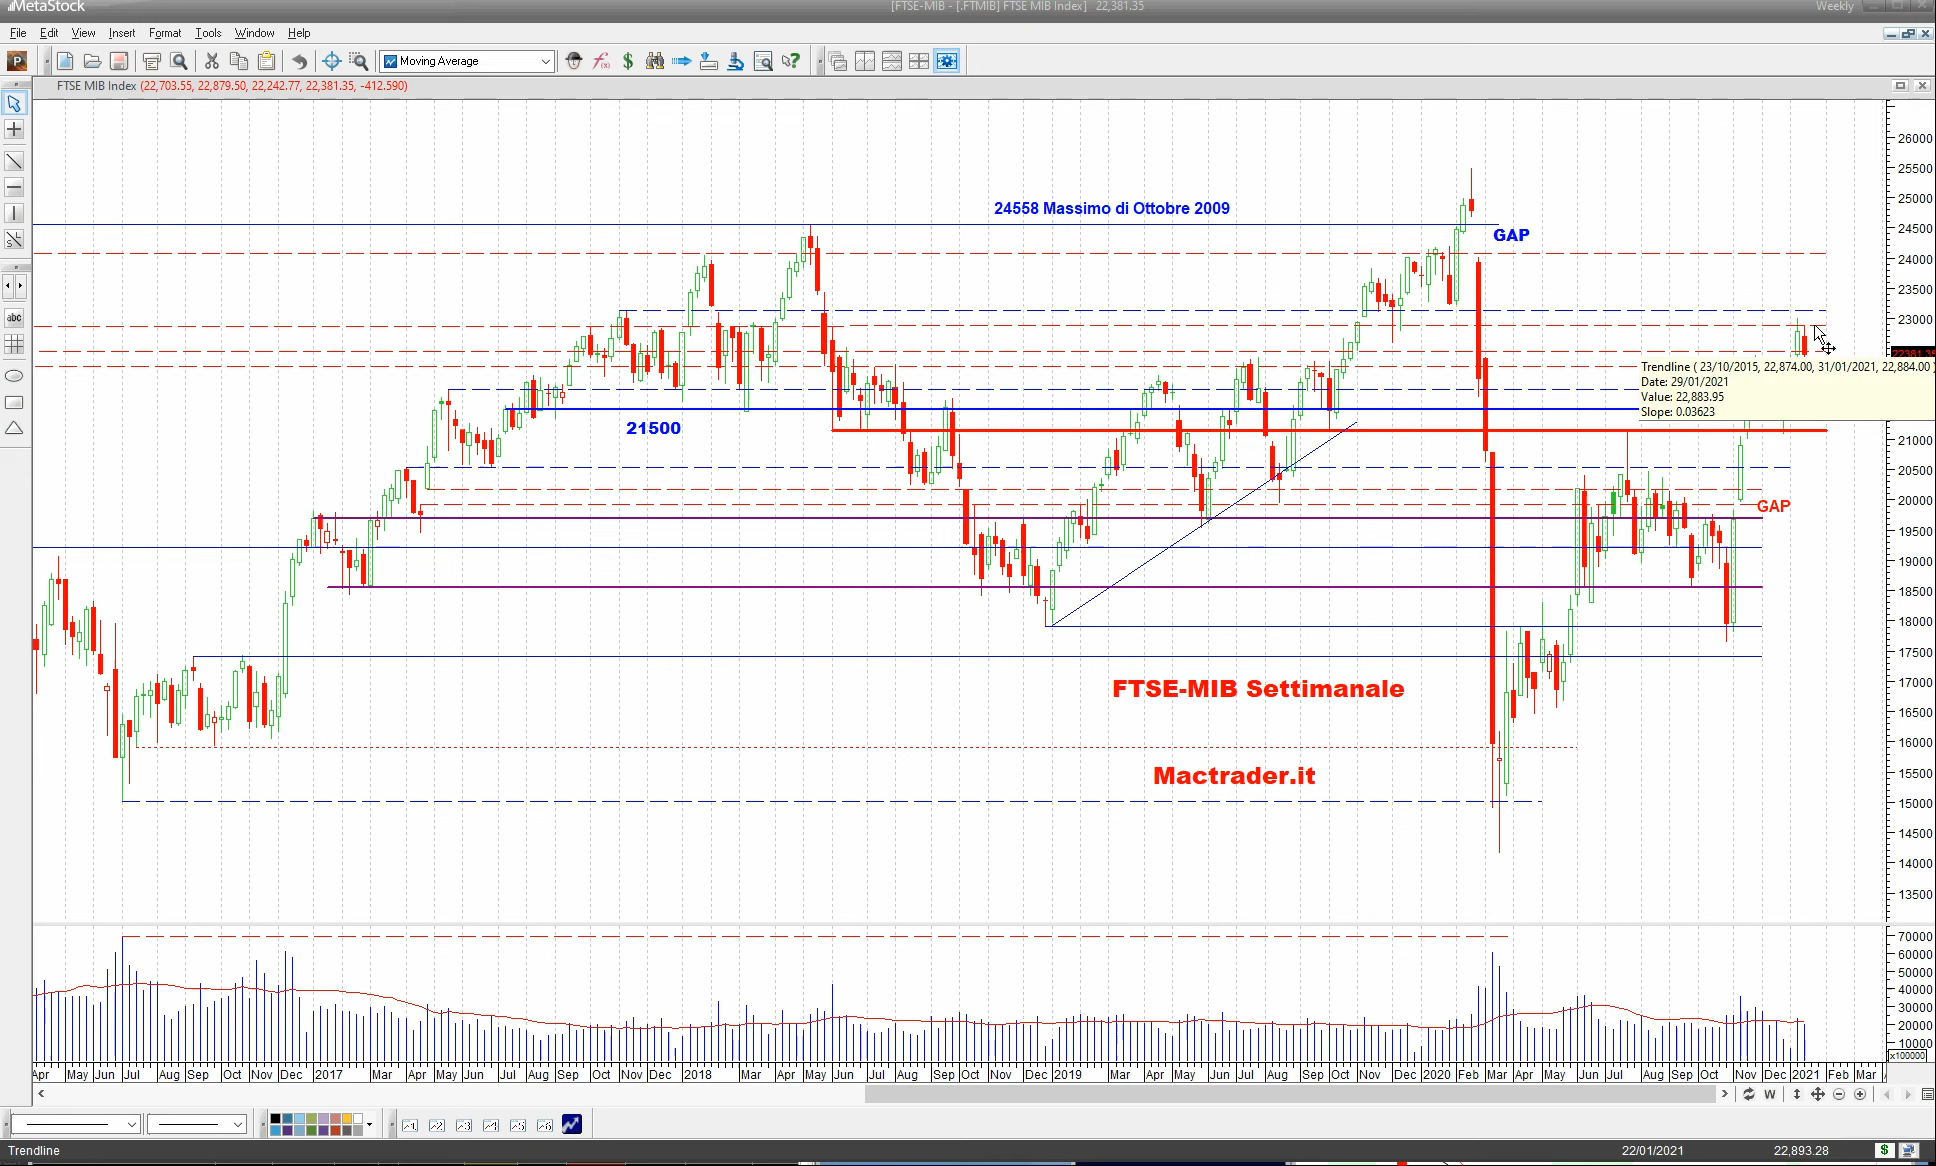 MetaStock
[FTSE-MIB - [.FTMIB] FTSE MIB Index]   22,381.35
Weekly
File Edit View Insert Format Tools Window Help
Moving Average
FTSE MIB Index (22,703.55, 22,879.50, 22,242.77, 22,381.35, -412.590)
abc
24558 Massimo di Ottobre 2009
GAP
21500
GAP
FTSE-MIB Settimanale
Mactrader.it
Trendline ( 23/10/2015, 22,874.00, 31/01/2021, 22,884.00 )
Date: 29/01/2021
Value: 22,883.95
Slope: 0.03623
26000
25500
25000
24500
24000
23500
23000
22381.35
21000
20500
20000
19500
19000
18500
18000
17500
17000
16500
16000
15500
15000
14500
14000
13500
70000
60000
50000
40000
30000
20000
10000
x100000
Apr May Jun Jul Aug Sep Oct Nov Dec 2017 Mar Apr May Jun Jul Aug Sep Oct Nov Dec 2018 Mar Apr May Jun Jul Aug Sep Oct Nov Dec 2019 Mar Apr May Jun Jul Aug Sep Oct Nov Dec 2020 Feb Mar Apr May Jun Jul Aug Sep Oct Nov Dec 2021 Feb Mar
W
Trendline
22/01/2021
22,893.28